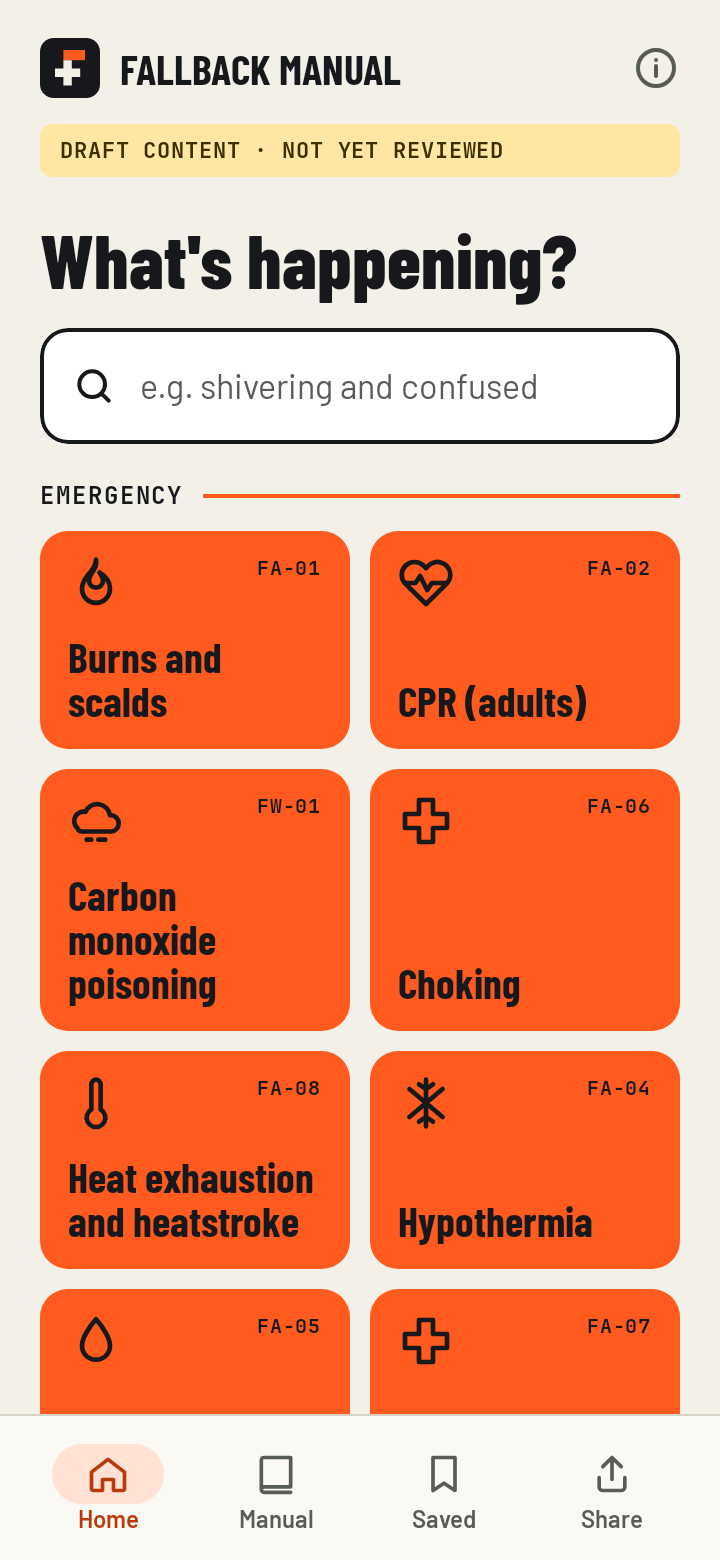 FALLBACK MANUAL
DRAFT CONTENT · NOT YET REVIEWED
What's happening?
e.g. shivering and confused
EMERGENCY
FA-01
Burns and
scalds
FA-02
CPR (adults)
FW-01
Carbon
monoxide
poisoning
FA-06
Choking
FA-08
Heat exhaustion
and heatstroke
FA-04
Hypothermia
FA-05
FA-07
Home
Manual
Saved
Share